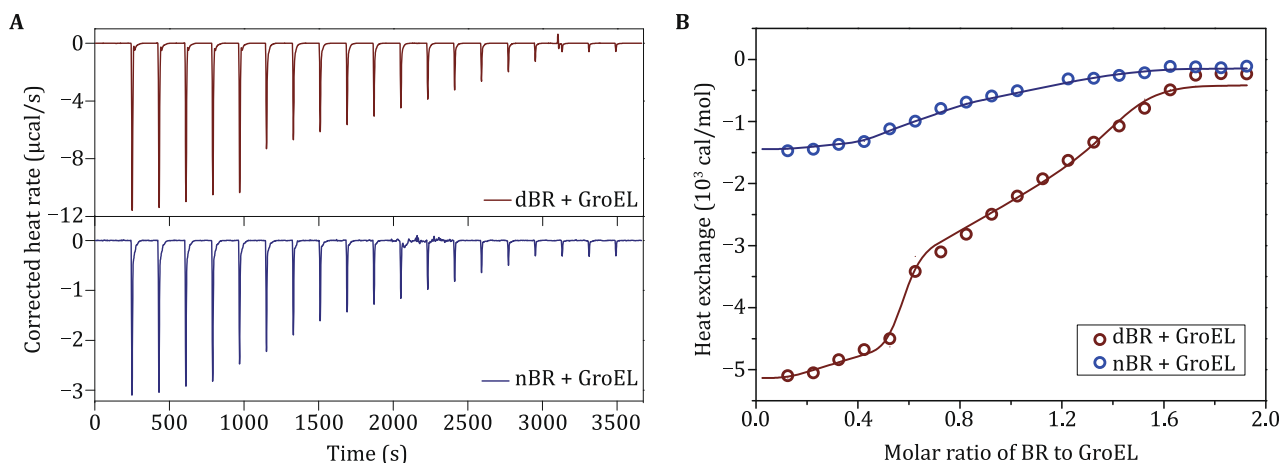 A
Corrected heat rate (μcal/s)
0
−4
−8
−12
dBR + GroEL
0
−1
−2
−3
nBR + GroEL
0 500 1000 1500 2000 2500 3000 3500
Time (s)
B
Heat exchange (10³ cal/mol)
0
−1
−2
−3
−4
−5
dBR + GroEL
nBR + GroEL
0.0 0.4 0.8 1.2 1.6 2.0
Molar ratio of BR to GroEL